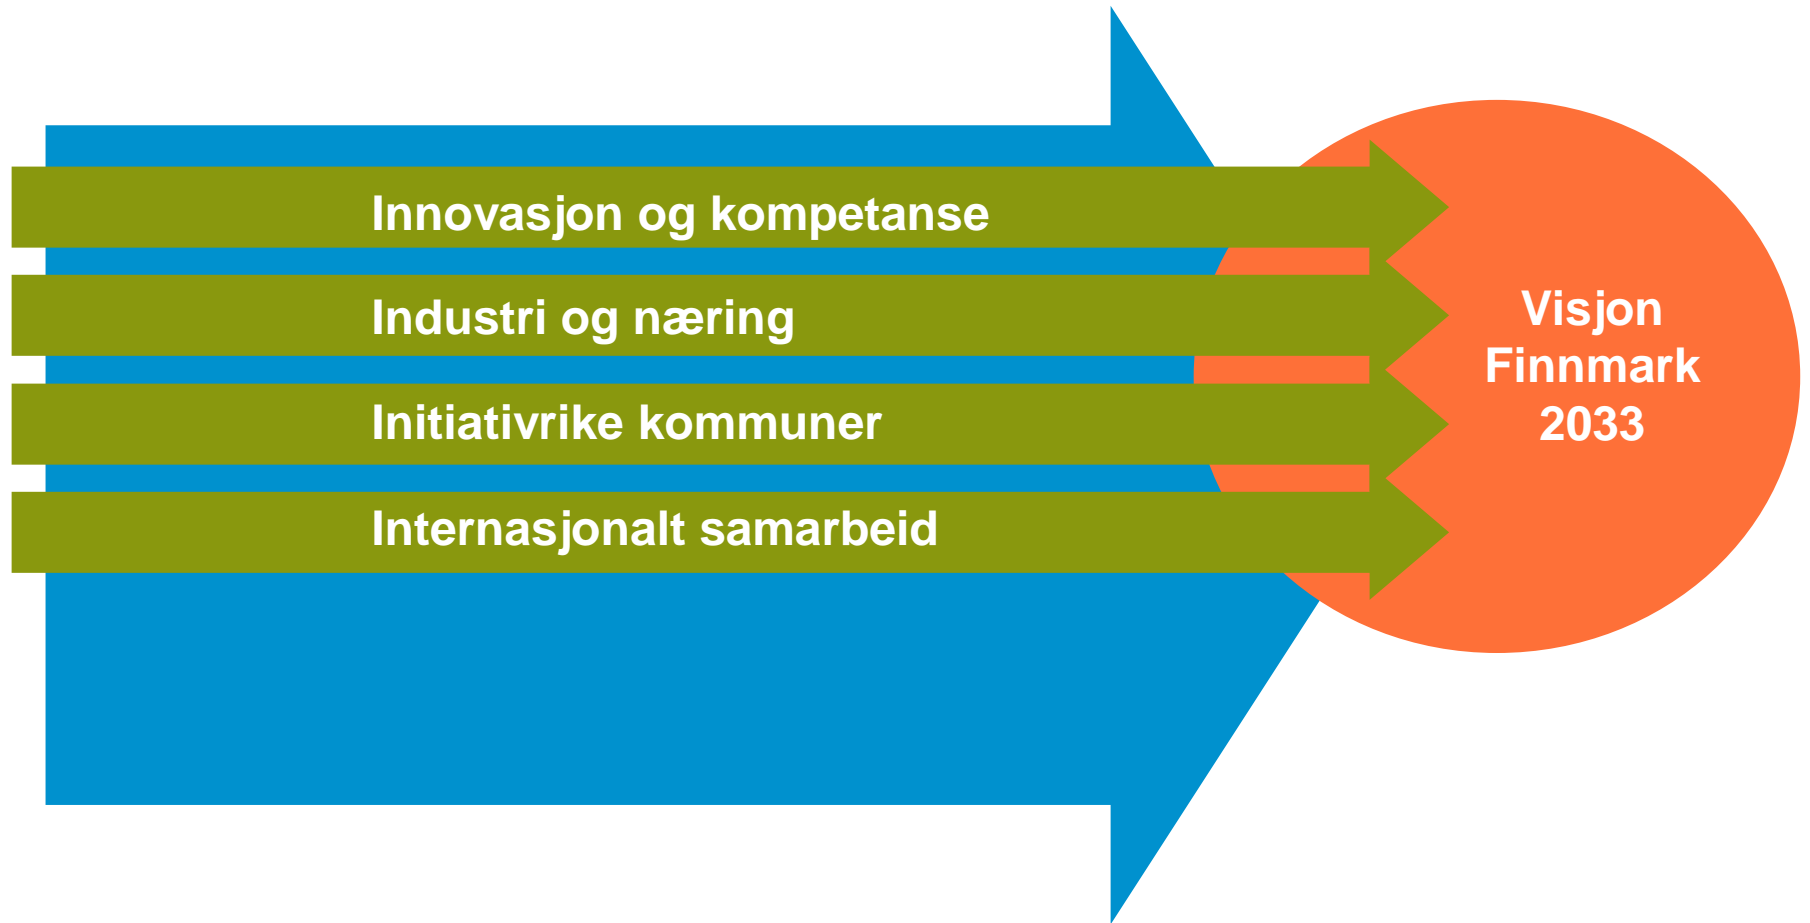 Innovasjon og kompetanse
Industri og næring
Initiativrike kommuner
Internasjonalt samarbeid
Visjon
Finnmark
2033